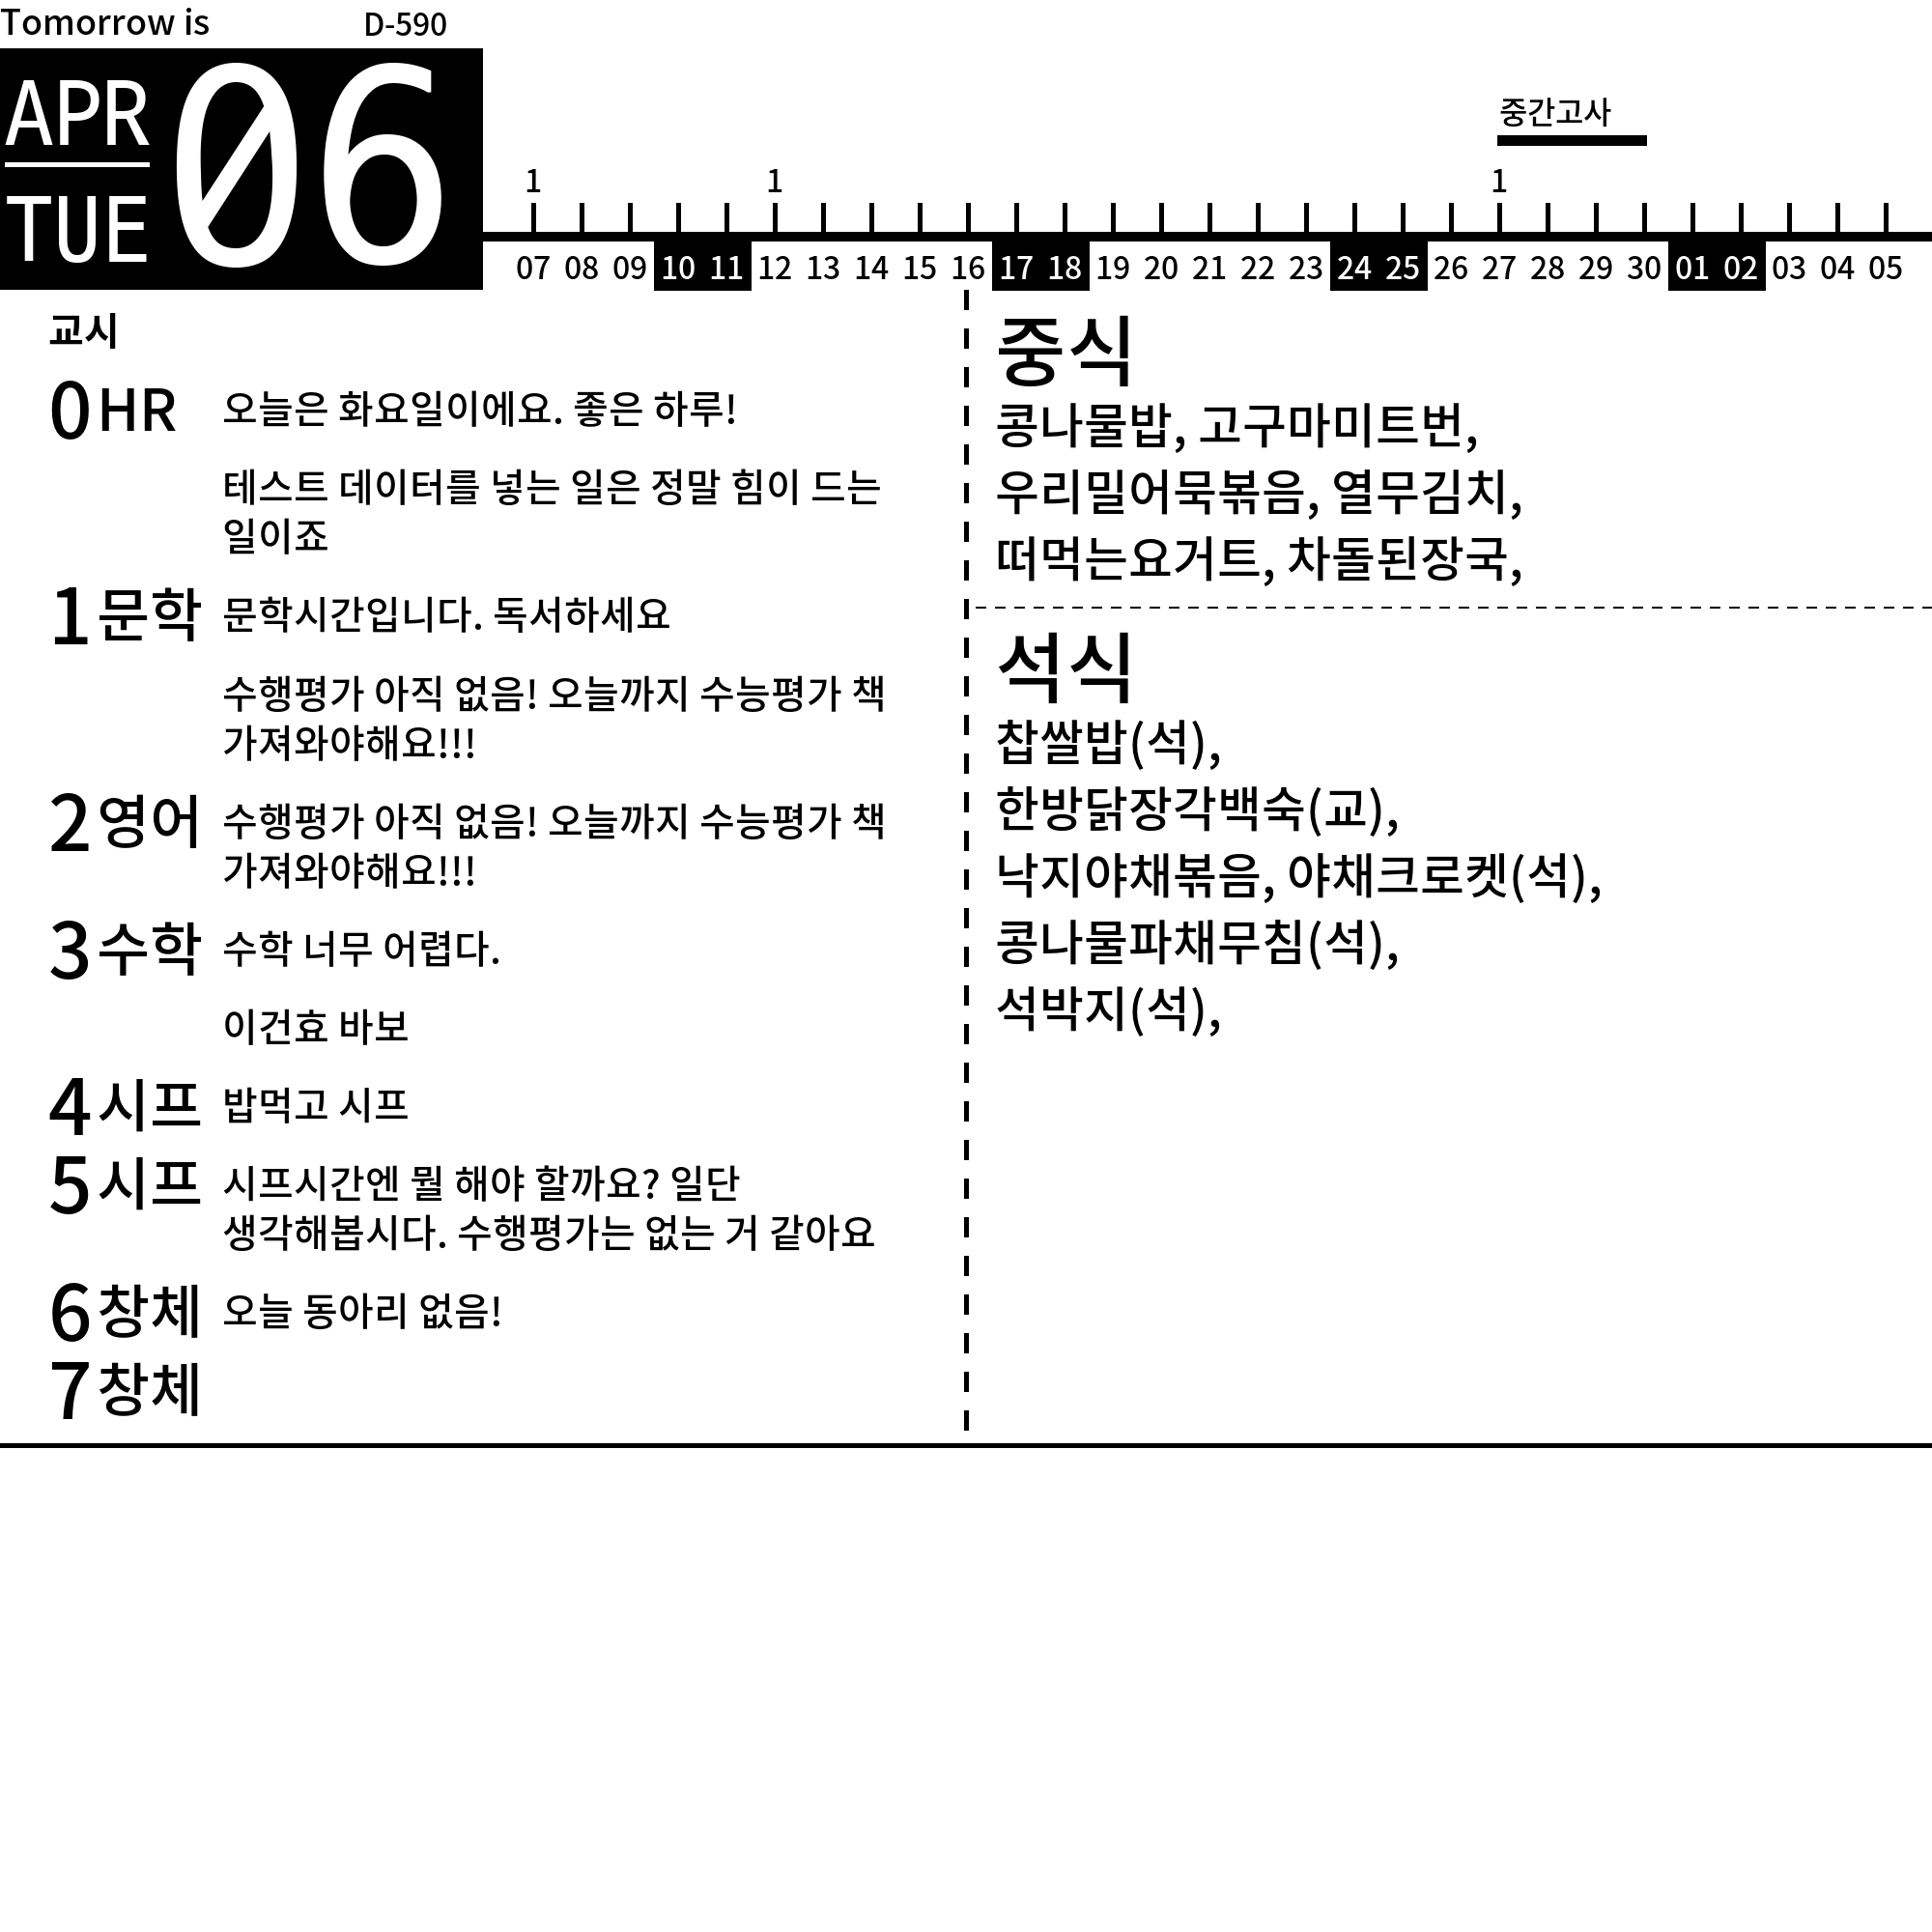 Tomorrow is
D-590
APR
TUE
06
중간고사
1 1 1
07 08 09 10 11 12 13 14 15 16 17 18 19 20 21 22 23 24 25 26 27 28 29 30 01 02 03 04 05
교시
0 HR 오늘은 화요일이에요. 좋은 하루!
테스트 데이터를 넣는 일은 정말 힘이 드는
일이죠
1 문학 문학시간입니다. 독서하세요
수행평가 아직 없음! 오늘까지 수능평가 책
가져와야해요!!!
2 영어 수행평가 아직 없음! 오늘까지 수능평가 책
가져와야해요!!!
3 수학 수학 너무 어렵다.
이건효 바보
4 시프 밥먹고 시프
5 시프 시프시간엔 뭘 해야 할까요? 일단
생각해봅시다. 수행평가는 없는 거 같아요
6 창체 오늘 동아리 없음!
7 창체
중식
콩나물밥, 고구마미트번,
우리밀어묵볶음, 열무김치,
떠먹는요거트, 차돌된장국,
석식
찹쌀밥(석),
한방닭장각백숙(교),
낙지야채볶음, 야채크로켓(석),
콩나물파채무침(석),
석박지(석),